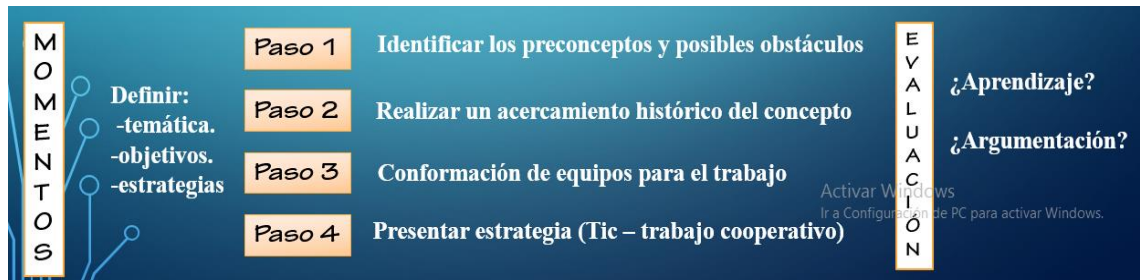 MOMENTOS
Definir:
-temática.
-objetivos.
-estrategias
Paso 1 Identificar los preconceptos y posibles obstáculos
Paso 2 Realizar un acercamiento histórico del concepto
Paso 3 Conformación de equipos para el trabajo
Paso 4 Presentar estrategia (Tic – trabajo cooperativo)
EVALUACIÓN
¿Aprendizaje?
¿Argumentación?
Activar Windows
Ir a Configuración de PC para activar Windows.